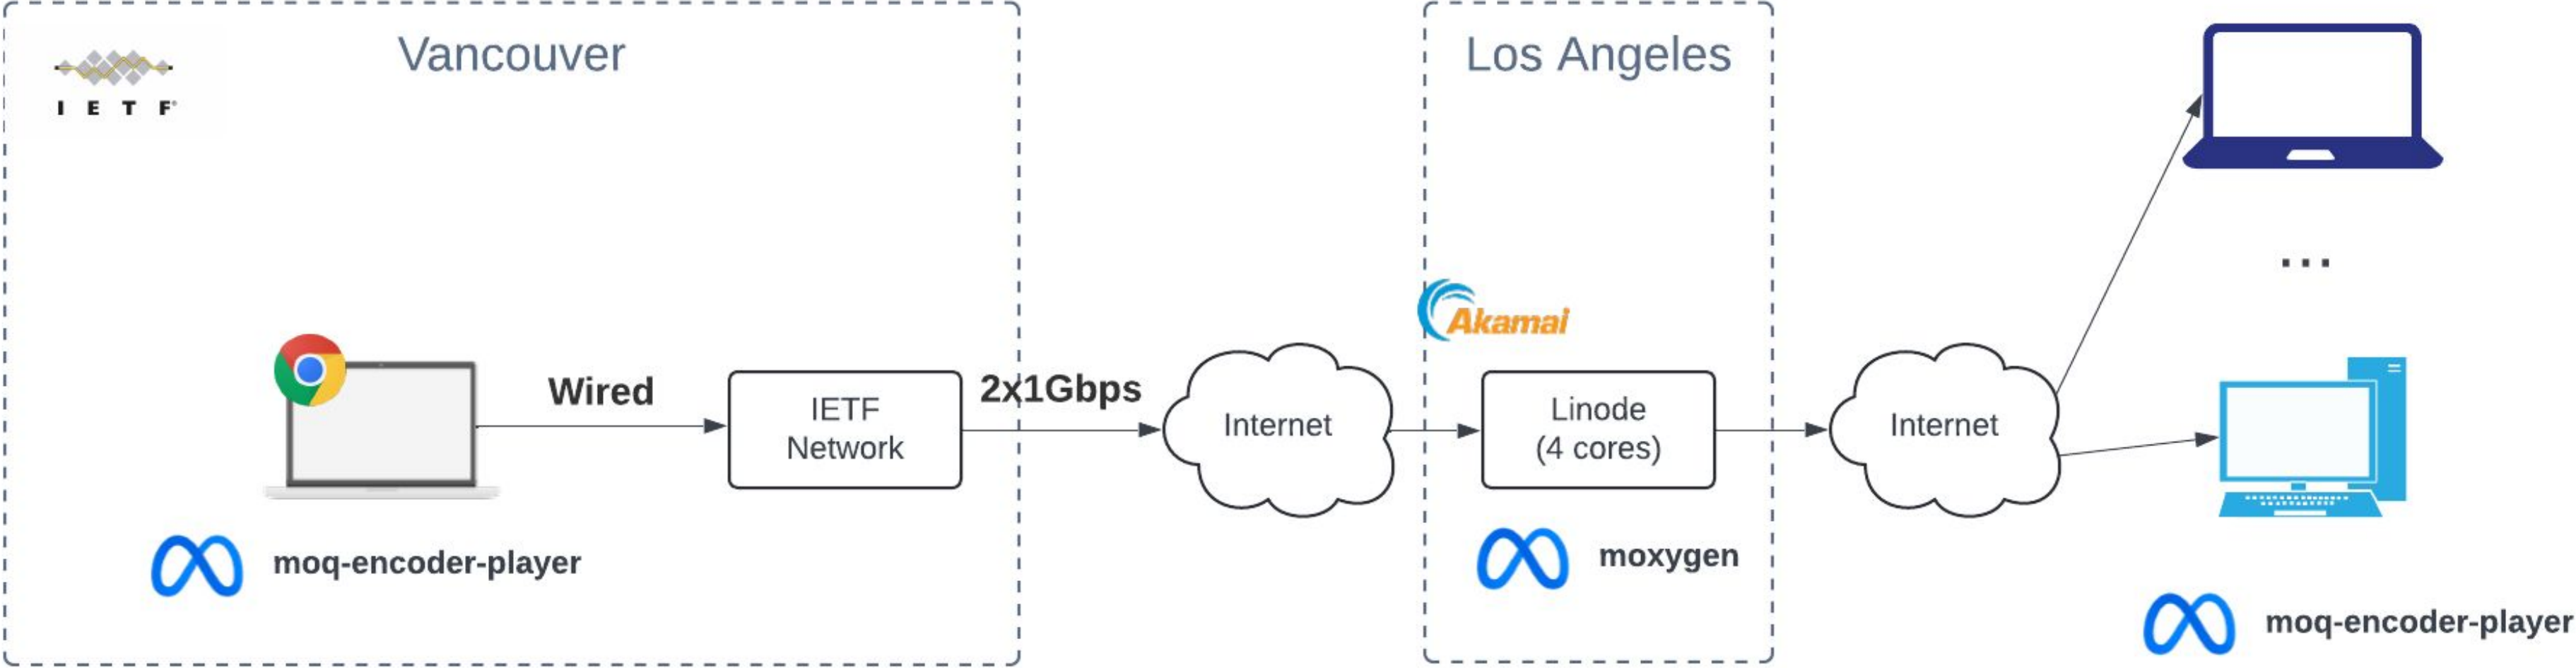 Vancouver
Los Angeles
I E T F®
Akamai
Wired
2x1Gbps
IETF
Network
Internet
Linode
(4 cores)
Internet
...
moq-encoder-player
moxygen
moq-encoder-player